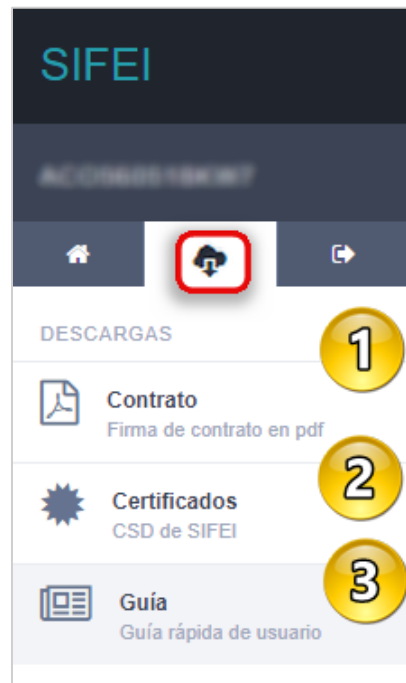 SIFEI
DESCARGAS
1
Contrato
Firma de contrato en pdf
2
Certificados
CSD de SIFEI
3
Guía
Guía rápida de usuario